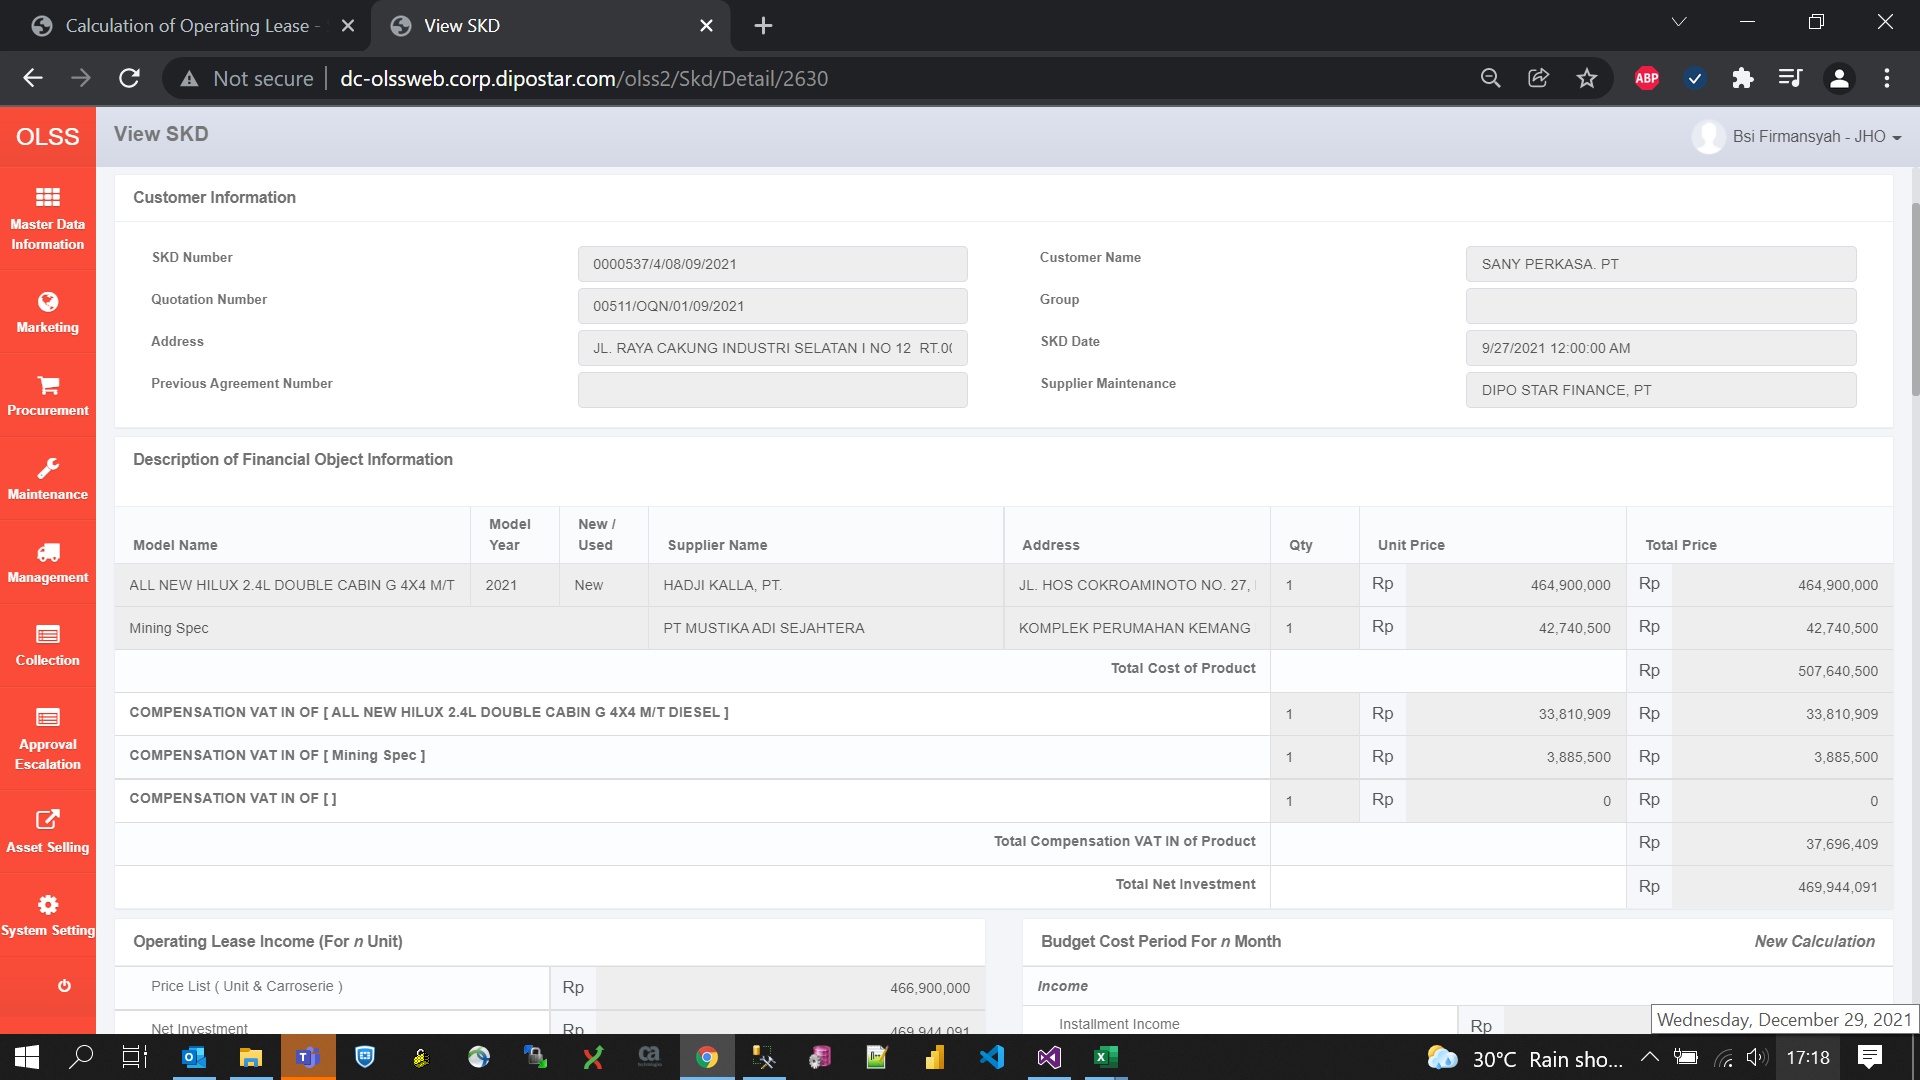 Calculation of Operating Lease -
View SKD
Not secure
dc-olssweb.corp.dipostar.com/olss2/Skd/Detail/2630
ABP
OLSS
View SKD
Bsi Firmansyah - JHO
Master Data
Information
Marketing
Procurement
Maintenance
Management
Collection
Approval
Escalation
Asset Selling
System Setting
Customer Information
SKD Number
0000537/4/08/09/2021
Customer Name
SANY PERKASA. PT
Quotation Number
00511/OQN/01/09/2021
Group
Address
JL. RAYA CAKUNG INDUSTRI SELATAN I NO 12 RT.00
SKD Date
9/27/2021 12:00:00 AM
Previous Agreement Number
Supplier Maintenance
DIPO STAR FINANCE, PT
Description of Financial Object Information
Model Name
Model
Year
New /
Used
Supplier Name
Address
Qty
Unit Price
Total Price
ALL NEW HILUX 2.4L DOUBLE CABIN G 4X4 M/T 2021 New HADJI KALLA, PT. JL. HOS COKROAMINOTO NO. 27, 1 Rp 464,900,000 Rp 464,900,000
Mining Spec PT MUSTIKA ADI SEJAHTERA KOMPLEK PERUMAHAN KEMANG 1 Rp 42,740,500 Rp 42,740,500
Total Cost of Product Rp 507,640,500
COMPENSATION VAT IN OF [ ALL NEW HILUX 2.4L DOUBLE CABIN G 4X4 M/T DIESEL ] 1 Rp 33,810,909 Rp 33,810,909
COMPENSATION VAT IN OF [ Mining Spec ] 1 Rp 3,885,500 Rp 3,885,500
COMPENSATION VAT IN OF [ ] 1 Rp 0 Rp 0
Total Compensation VAT IN of Product Rp 37,696,409
Total Net Investment Rp 469,944,091
Operating Lease Income (For n Unit)
Price List ( Unit & Carroserie ) Rp 466,900,000
Net Investment Rp 469,944,091
Budget Cost Period For n Month
New Calculation
Income
Installment Income Rp
Wednesday, December 29, 2021
30°C Rain sho...
17:18